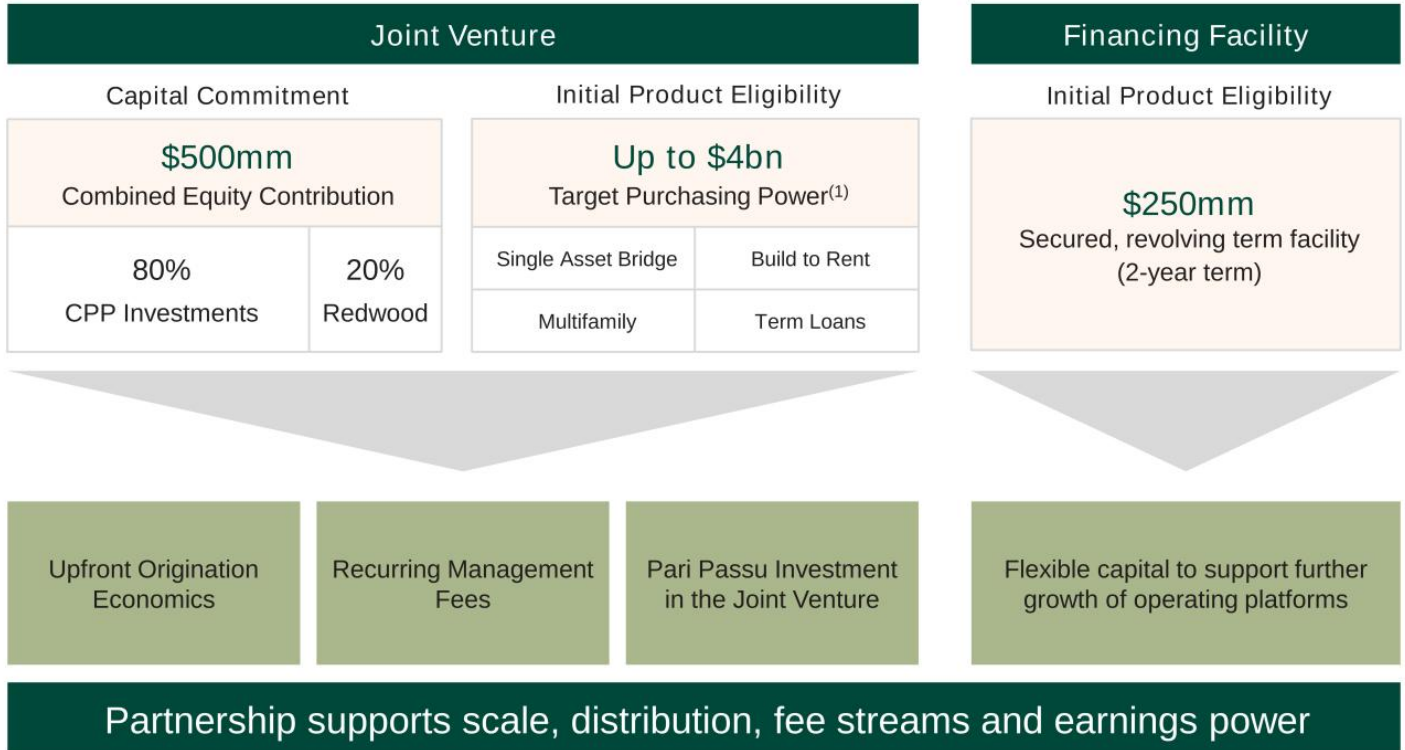 Joint Venture
Capital Commitment
$500mm
Combined Equity Contribution
80%
CPP Investments
20%
Redwood
Initial Product Eligibility
Up to $4bn
Target Purchasing Power(1)
Single Asset Bridge
Build to Rent
Multifamily
Term Loans
Financing Facility
Initial Product Eligibility
$250mm
Secured, revolving term facility
(2-year term)
Upfront Origination
Economics
Recurring Management
Fees
Pari Passu Investment
in the Joint Venture
Flexible capital to support further
growth of operating platforms
Partnership supports scale, distribution, fee streams and earnings power